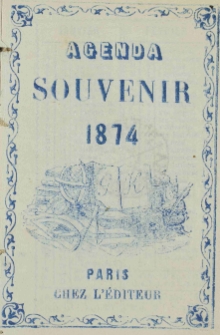 AGENDA
SOUVENIR
1874
PARIS
CHEZ L'ÉDITEUR